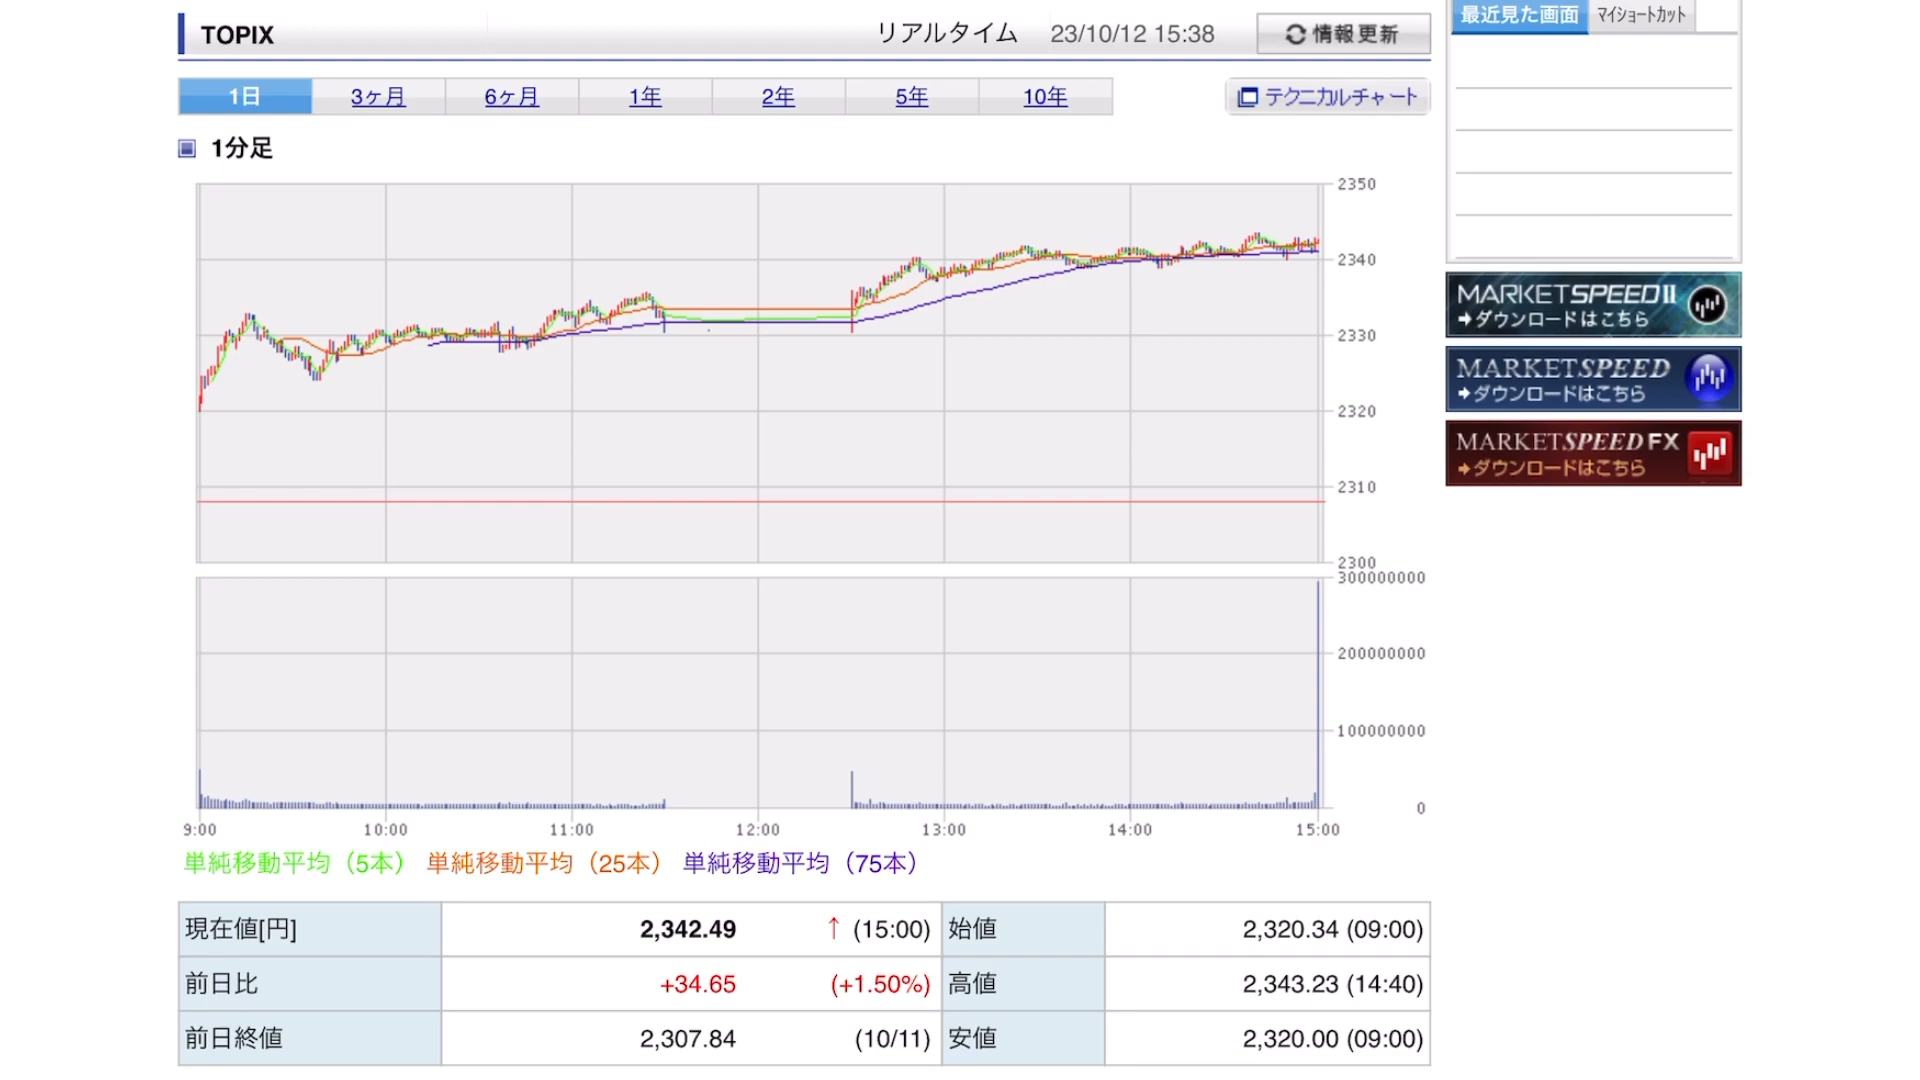 TOPIX リアルタイム 23/10/12 15:38 情報更新
最近見た画面 マイショートカット
1日 3ヶ月 6ヶ月 1年 2年 5年 10年 テクニカルチャート
1分足
2350
2340
2330
2320
2310
2300
300000000
200000000
100000000
0
9:00 10:00 11:00 12:00 13:00 14:00 15:00
単純移動平均（5本） 単純移動平均（25本） 単純移動平均（75本）
現在値[円] 2,342.49 ↑ (15:00) 始値 2,320.34 (09:00)
前日比 +34.65 (+1.50%) 高値 2,343.23 (14:40)
前日終値 2,307.84 (10/11) 安値 2,320.00 (09:00)
MARKETSPEED II
ダウンロードはこちら
MARKETSPEED
ダウンロードはこちら
MARKETSPEED FX
ダウンロードはこちら